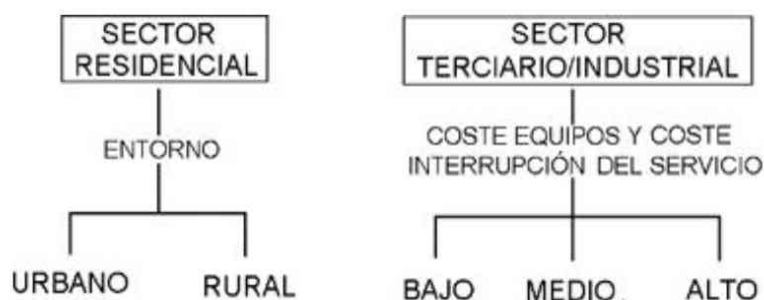 SECTOR
RESIDENCIAL
ENTORNO
URBANO RURAL
SECTOR
TERCIARIO/INDUSTRIAL
COSTE EQUIPOS Y COSTE
INTERRUPCIÓN DEL SERVICIO
BAJO MEDIO. ALTO